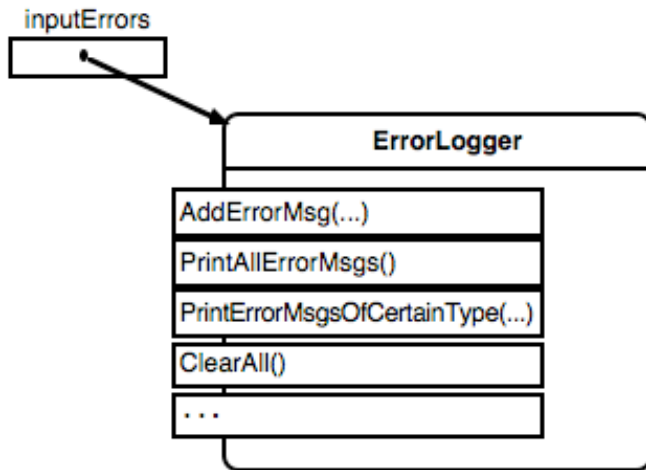 inputErrors
ErrorLogger
AddErrorMsg(...)
PrintAllErrorMsgs()
PrintErrorMsgsOfCertainType(...)
ClearAll()
...